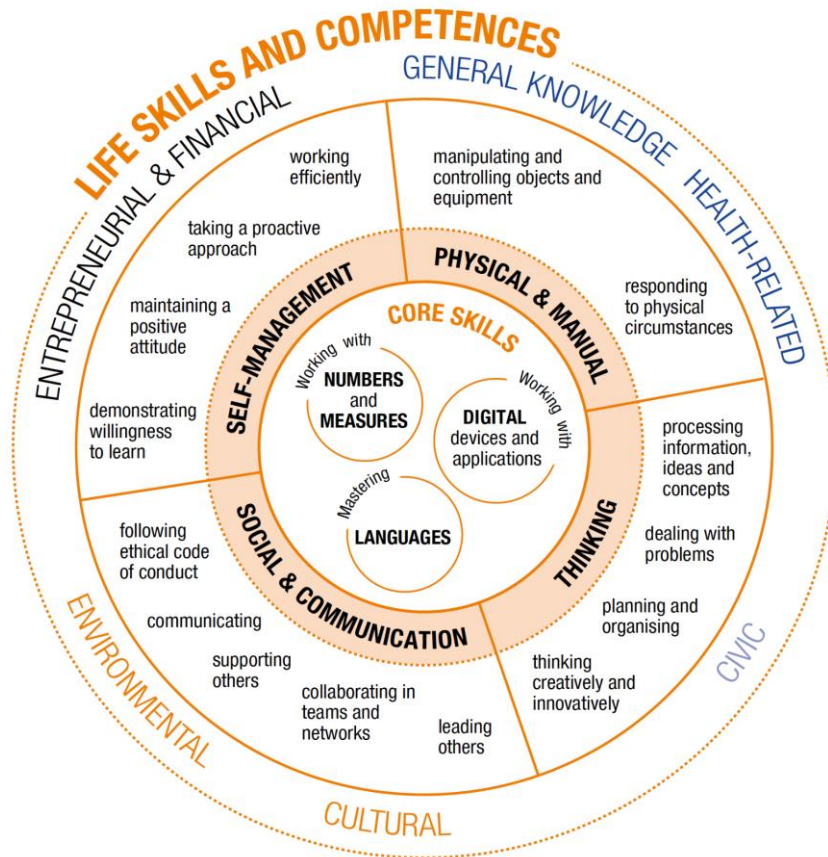 LIFE SKILLS AND COMPETENCES
GENERAL KNOWLEDGE
HEALTH-RELATED
CIVIC
CULTURAL
ENVIRONMENTAL
ENTREPRENEURIAL & FINANCIAL
PHYSICAL & MANUAL
manipulating and
controlling objects and
equipment
responding
to physical
circumstances
THINKING
processing
information,
ideas and
concepts
dealing with
problems
planning and
organising
thinking
creatively and
innovatively
SOCIAL & COMMUNICATION
leading
others
collaborating in
teams and
networks
supporting
others
communicating
following
ethical code
of conduct
SELF-MANAGEMENT
demonstrating
willingness
to learn
maintaining a
positive
attitude
taking a proactive
approach
working
efficiently
CORE SKILLS
Working with
NUMBERS
and
MEASURES
Working with
DIGITAL
devices and
applications
Mastering
LANGUAGES